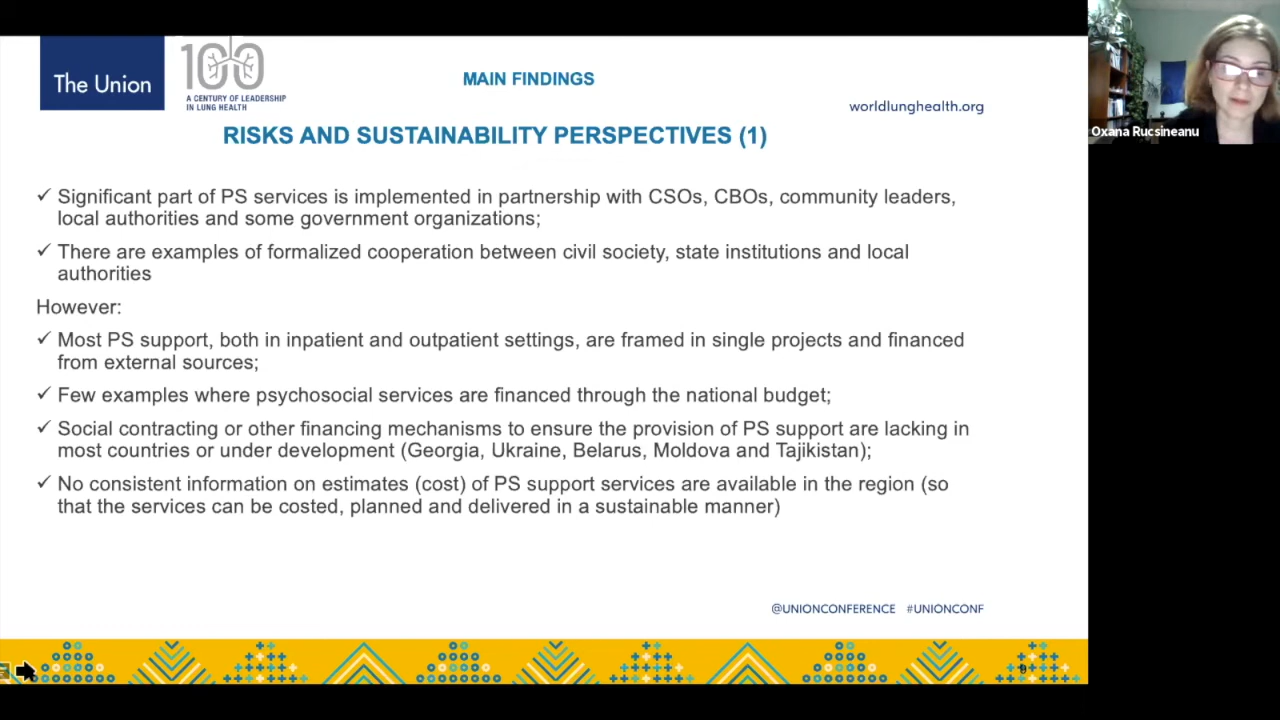 The Union
100
A CENTURY OF LEADERSHIP
IN LUNG HEALTH
MAIN FINDINGS
worldlunghealth.org
RISKS AND SUSTAINABILITY PERSPECTIVES (1)
✓ Significant part of PS services is implemented in partnership with CSOs, CBOs, community leaders,
local authorities and some government organizations;
✓ There are examples of formalized cooperation between civil society, state institutions and local
authorities
However:
✓ Most PS support, both in inpatient and outpatient settings, are framed in single projects and financed
from external sources;
✓ Few examples where psychosocial services are financed through the national budget;
✓ Social contracting or other financing mechanisms to ensure the provision of PS support are lacking in
most countries or under development (Georgia, Ukraine, Belarus, Moldova and Tajikistan);
✓ No consistent information on estimates (cost) of PS support services are available in the region (so
that the services can be costed, planned and delivered in a sustainable manner)
@UNIONCONFERENCE #UNIONCONF
9
Oxana Rucsineanu